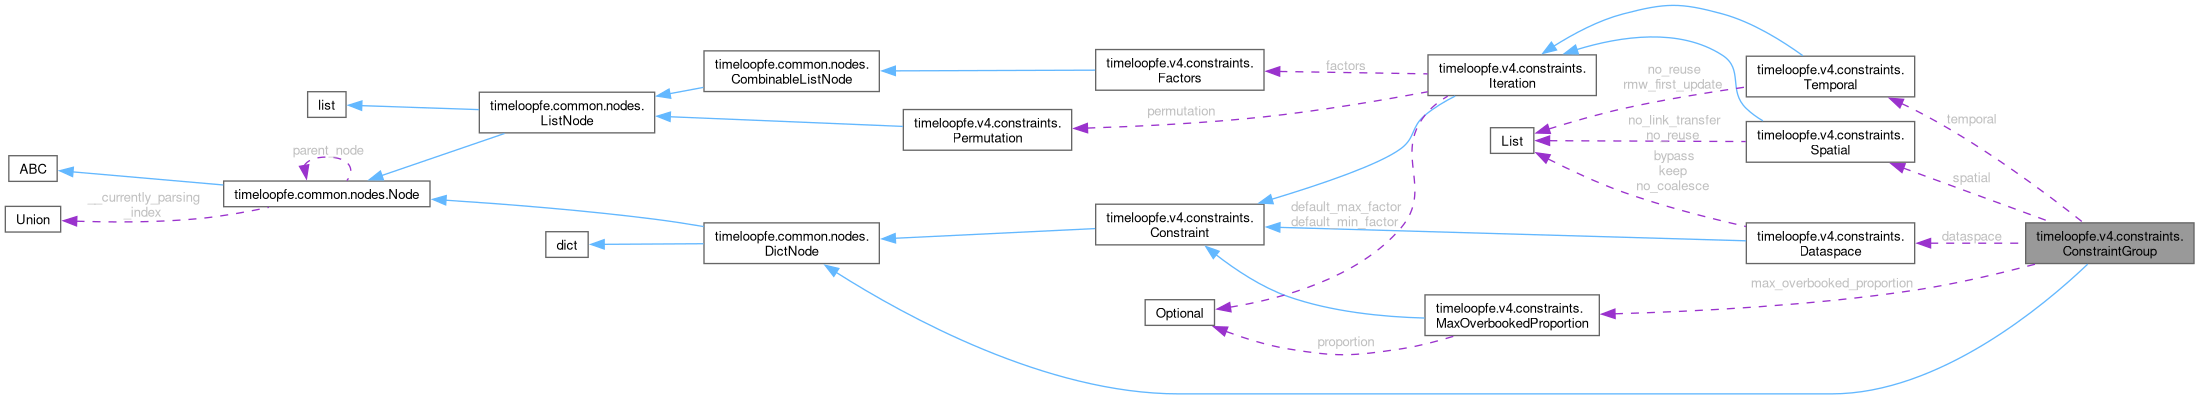 timeloopfe.common.nodes.
CombinableListNode
timeloopfe.v4.constraints.
Factors
factors
timeloopfe.v4.constraints.
Iteration
no_reuse
rmw_first_update
timeloopfe.v4.constraints.
Temporal
list
timeloopfe.common.nodes.
ListNode
timeloopfe.v4.constraints.
Permutation
permutation
List
no_link_transfer
no_reuse
timeloopfe.v4.constraints.
Spatial
temporal
parent_node
ABC
timeloopfe.common.nodes.Node
__currently_parsing
_index
Union
bypass
keep
no_coalesce
spatial
default_max_factor
default_min_factor
timeloopfe.v4.constraints.
Constraint
dict
timeloopfe.common.nodes.
DictNode
timeloopfe.v4.constraints.
Dataspace
dataspace
timeloopfe.v4.constraints.
ConstraintGroup
max_overbooked_proportion
Optional
timeloopfe.v4.constraints.
MaxOverbookedProportion
proportion